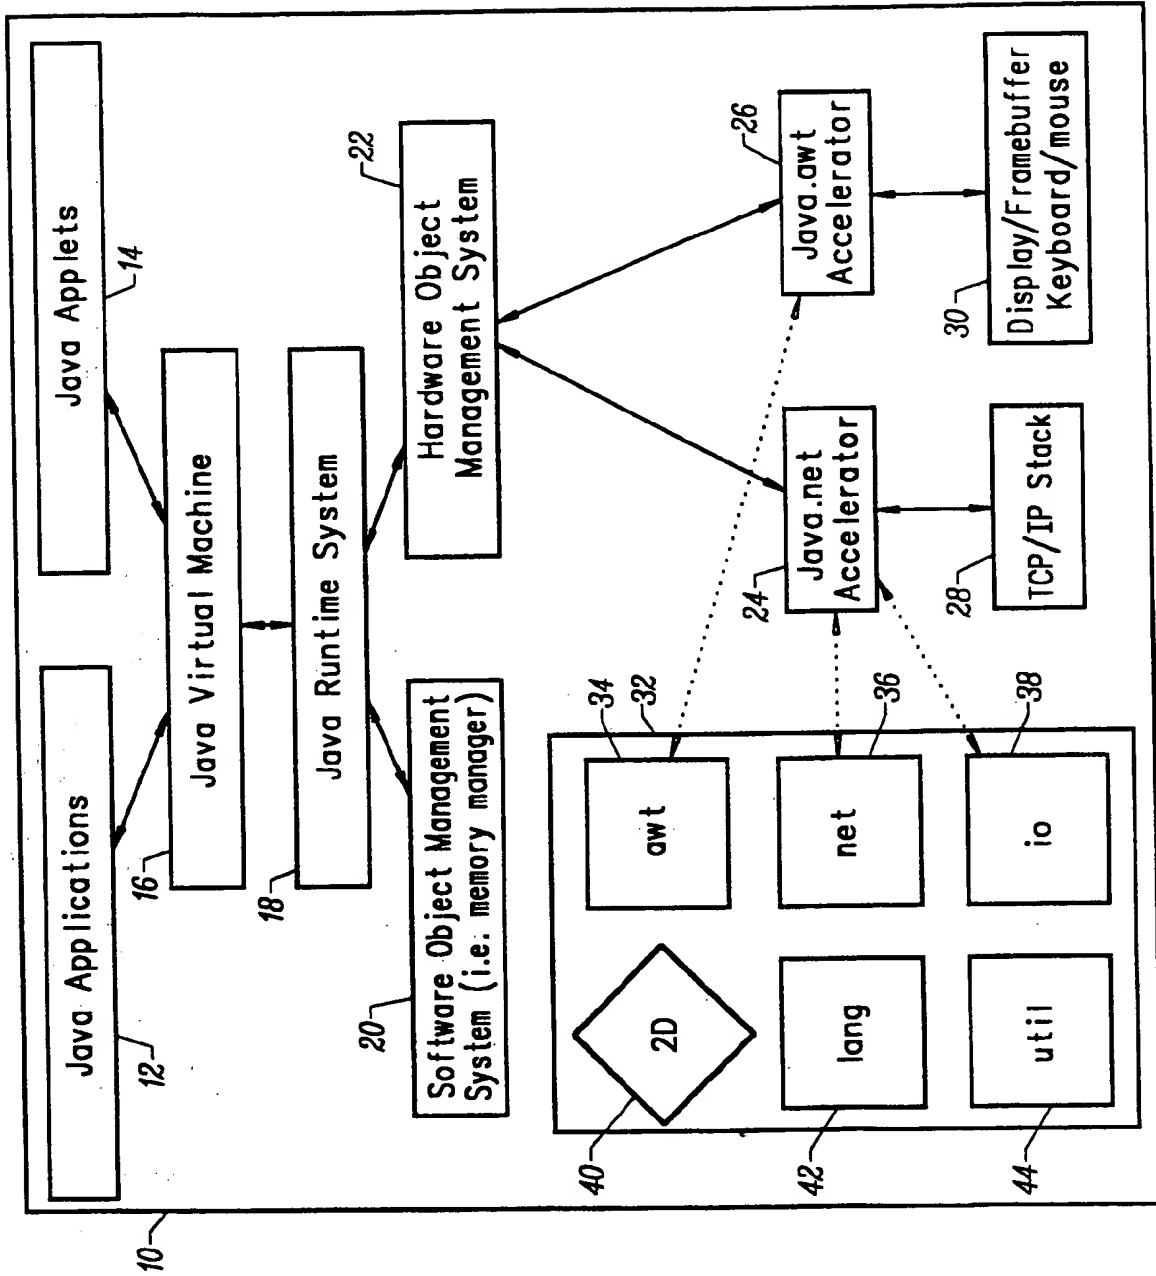 10
12
Java Applications
Java Applets
14
16
Java Virtual Machine
18
Java Runtime System
20
Software Object Management
System (i.e. memory manager)
22
Hardware Object
Management System
40
2D
34
awt
32
42
lang
net
36
44
util
io
38
24
Java.net
Accelerator
26
Java.awt
Accelerator
28
TCP/IP Stack
30
Display/Framebuffer
Keyboard/mouse